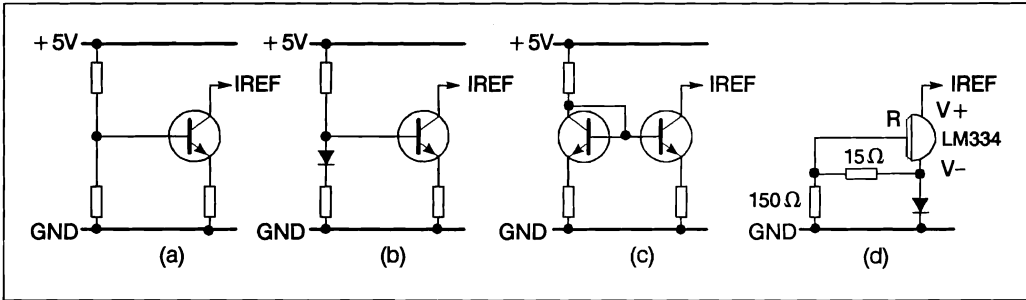 +5V
IREF
GND
(a)
+5V
IREF
GND
(b)
+5V
IREF
GND
(c)
IREF
V+
R
LM334
15Ω
V−
150Ω
GND
(d)